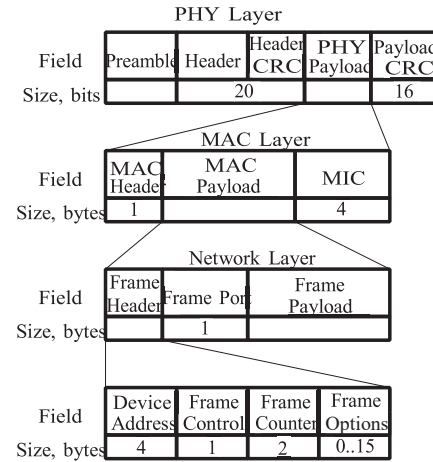 PHY Layer
Field Preamble Header Header CRC PHY Payload Payload CRC
Size, bits 20 16
MAC Layer
Field MAC Header MAC Payload MIC
Size, bytes 1 4
Network Layer
Field Frame Header Frame Port Frame Payload
Size, bytes 1
Field Device Address Frame Control Frame Counter Frame Options
Size, bytes 4 1 2 0..15